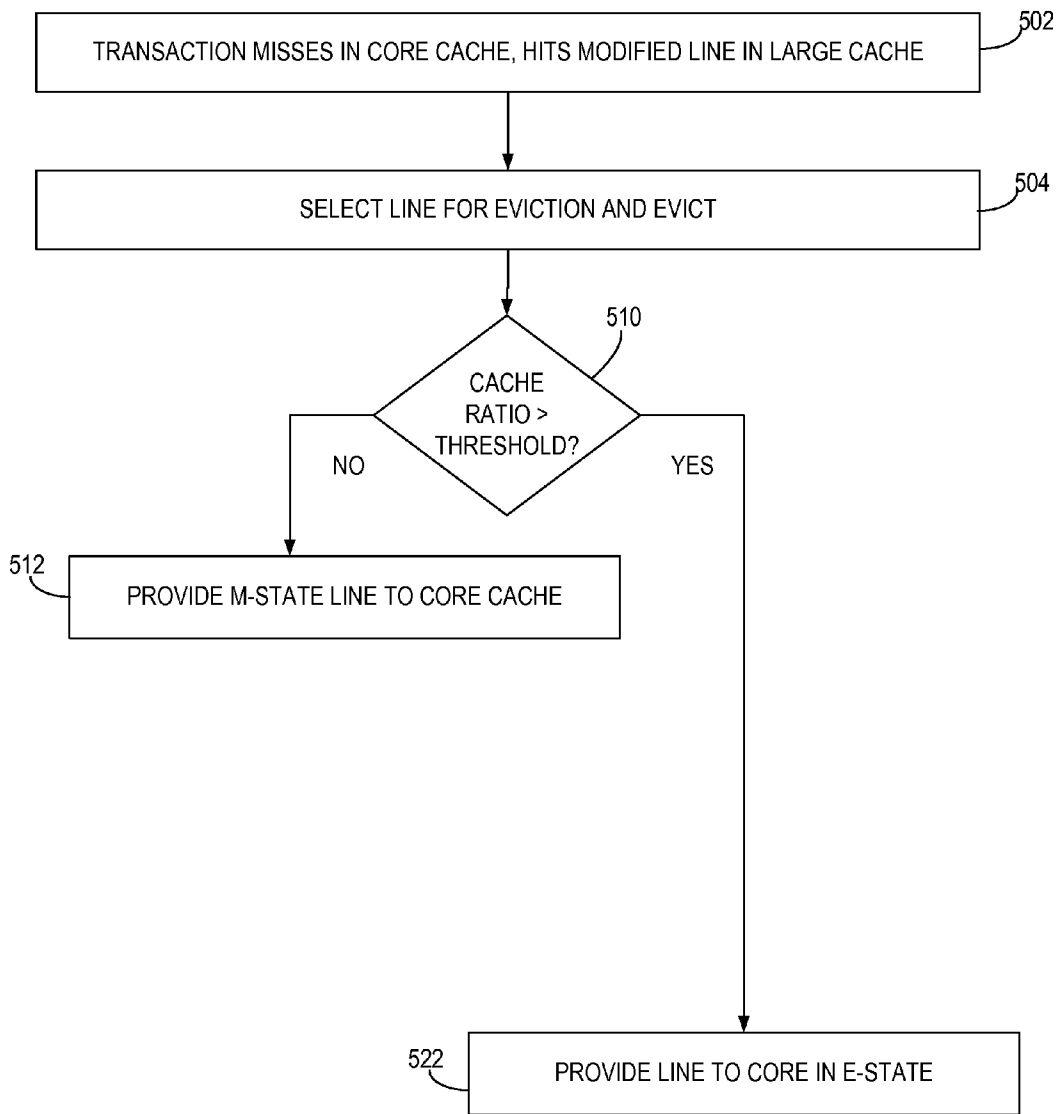 502
TRANSACTION MISSES IN CORE CACHE, HITS MODIFIED LINE IN LARGE CACHE
504
SELECT LINE FOR EVICTION AND EVICT
510
CACHE
RATIO >
THRESHOLD?
NO
YES
512
PROVIDE M-STATE LINE TO CORE CACHE
522
PROVIDE LINE TO CORE IN E-STATE